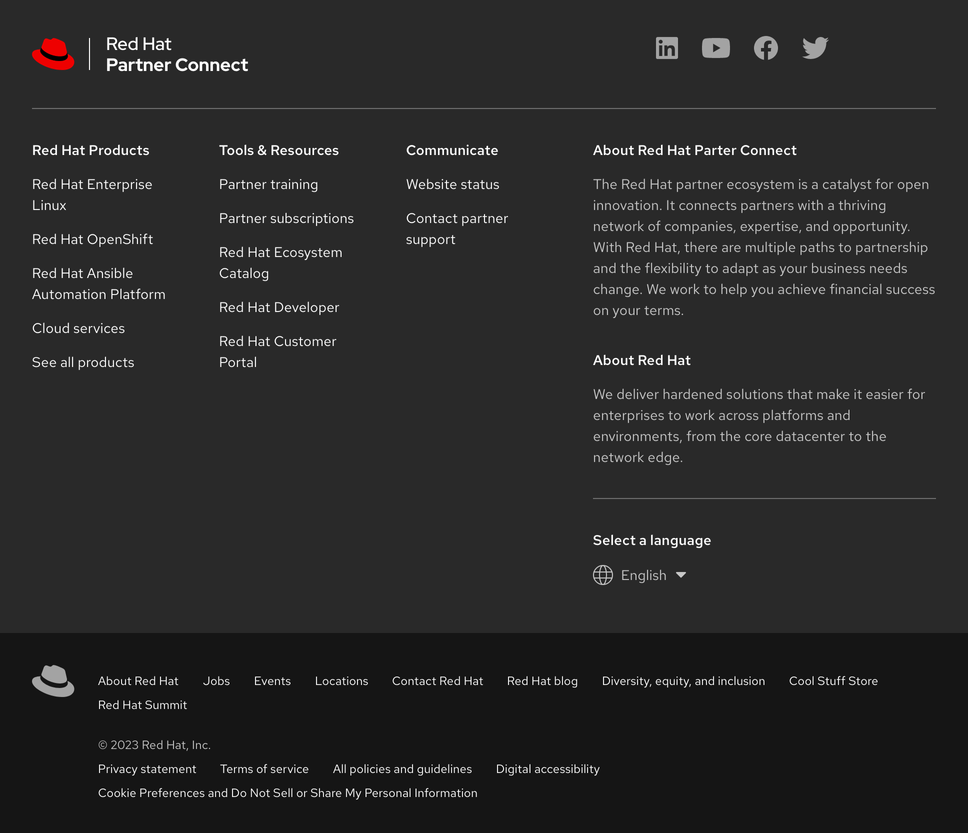 Red Hat
Partner Connect
Red Hat Products
Red Hat Enterprise
Linux
Red Hat OpenShift
Red Hat Ansible
Automation Platform
Cloud services
See all products
Tools & Resources
Partner training
Partner subscriptions
Red Hat Ecosystem
Catalog
Red Hat Developer
Red Hat Customer
Portal
Communicate
Website status
Contact partner
support
About Red Hat Parter Connect
The Red Hat partner ecosystem is a catalyst for open
innovation. It connects partners with a thriving
network of companies, expertise, and opportunity.
With Red Hat, there are multiple paths to partnership
and the flexibility to adapt as your business needs
change. We work to help you achieve financial success
on your terms.
About Red Hat
We deliver hardened solutions that make it easier for
enterprises to work across platforms and
environments, from the core datacenter to the
network edge.
Select a language
English
About Red Hat Jobs Events Locations Contact Red Hat Red Hat blog Diversity, equity, and inclusion Cool Stuff Store
Red Hat Summit
© 2023 Red Hat, Inc.
Privacy statement Terms of service All policies and guidelines Digital accessibility
Cookie Preferences and Do Not Sell or Share My Personal Information